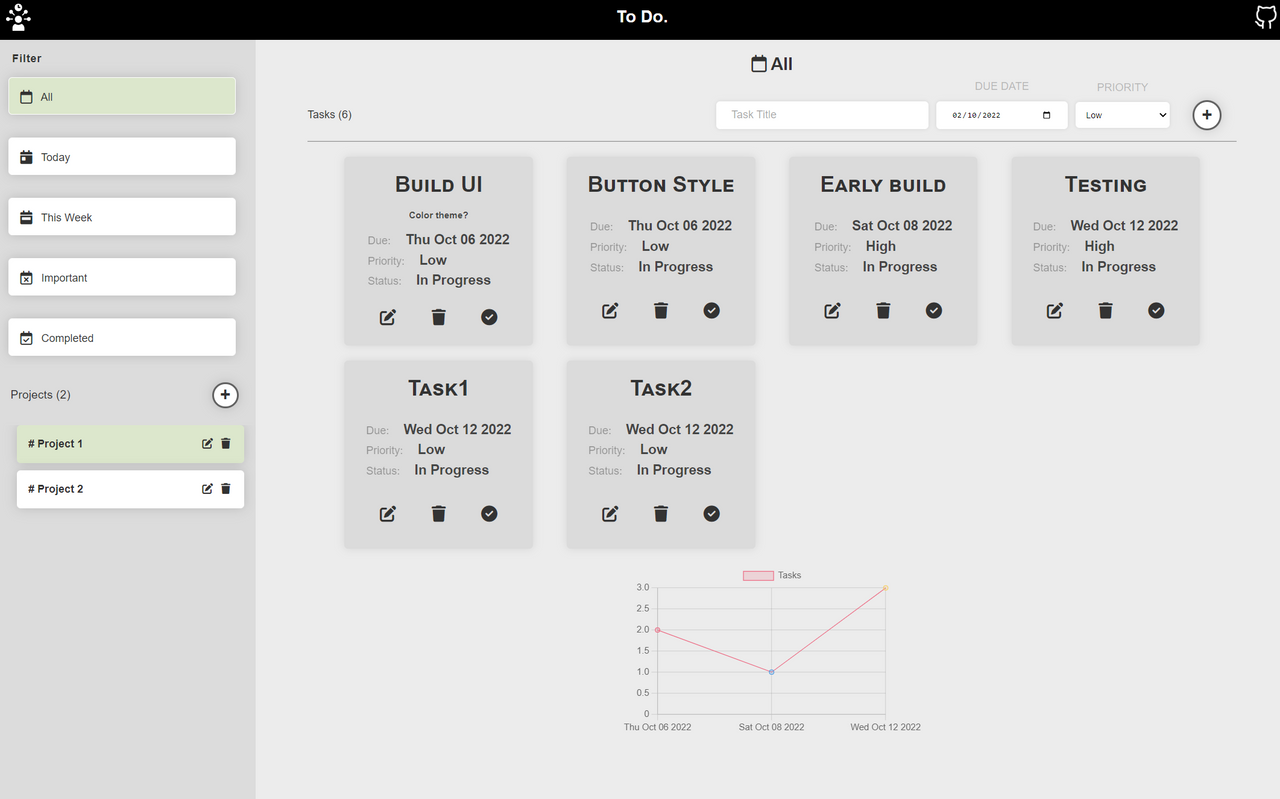 To Do.
Filter
All
Today
This Week
Important
Completed
Projects (2)
# Project 1
# Project 2
All
DUE DATE
PRIORITY
Tasks (6)
Task Title
02/10/2022
Low
Build UI
Color theme?
Due: Thu Oct 06 2022
Priority: Low
Status: In Progress
Button Style
Due: Thu Oct 06 2022
Priority: Low
Status: In Progress
Early build
Due: Sat Oct 08 2022
Priority: High
Status: In Progress
Testing
Due: Wed Oct 12 2022
Priority: High
Status: In Progress
Task1
Due: Wed Oct 12 2022
Priority: Low
Status: In Progress
Task2
Due: Wed Oct 12 2022
Priority: Low
Status: In Progress
Tasks
3.0
2.5
2.0
1.5
1.0
0.5
0
Thu Oct 06 2022
Sat Oct 08 2022
Wed Oct 12 2022